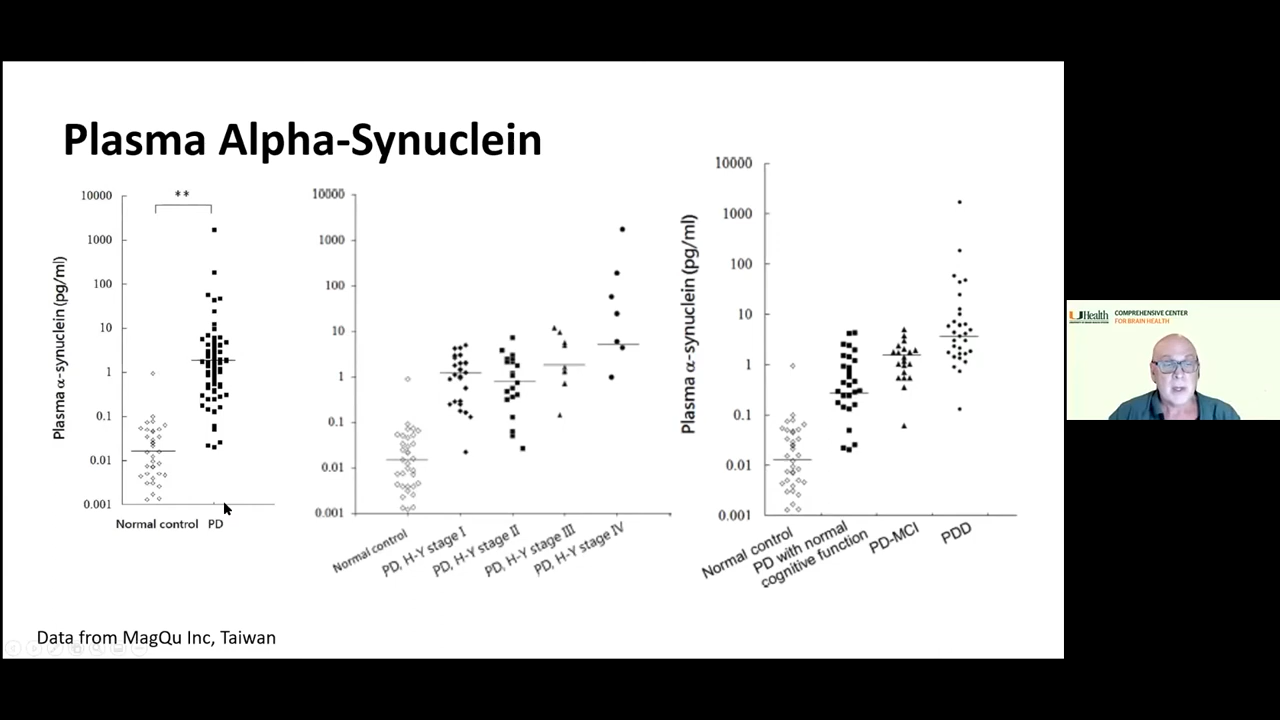 Plasma Alpha-Synuclein
**
10000
1000
100
10
1
0.1
0.01
0.001
Plasma α-synuclein (pg/ml)
Normal control
PD
10000
1000
100
10
1
0.1
0.01
0.001
Normal control
PD, H-Y stage I
PD, H-Y stage II
PD, H-Y stage III
PD, H-Y stage IV
10000
1000
100
10
1
0.1
0.01
0.001
Plasma α-synuclein (pg/ml)
Normal control
PD with normal
cognitive function
PD-MCI
PDD
Data from MagQu Inc, Taiwan
UHealth
COMPREHENSIVE CENTER
FOR BRAIN HEALTH